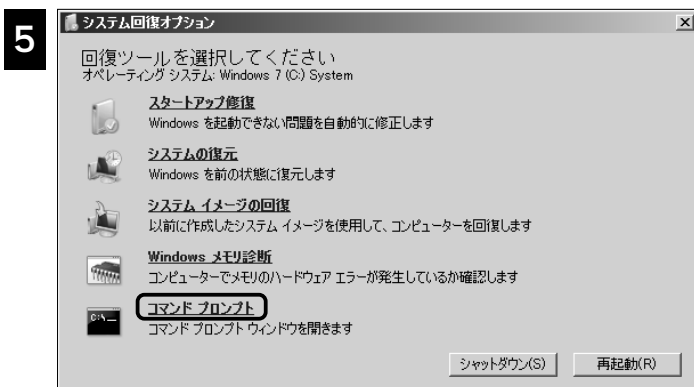 5
システム回復オプション
回復ツールを選択してください
オペレーティング システム: Windows 7 (C:) System
スタートアップ修復
Windows を起動できない問題を自動的に修正します
システムの復元
Windows を前の状態に復元します
システム イメージの回復
以前に作成したシステム イメージを使用して、コンピューターを回復します
Windows メモリ診断
コンピューターでメモリのハードウェア エラーが発生しているか確認します
C:\_
コマンド プロンプト
コマンド プロンプト ウィンドウを開きます
シャットダウン(S)
再起動(R)